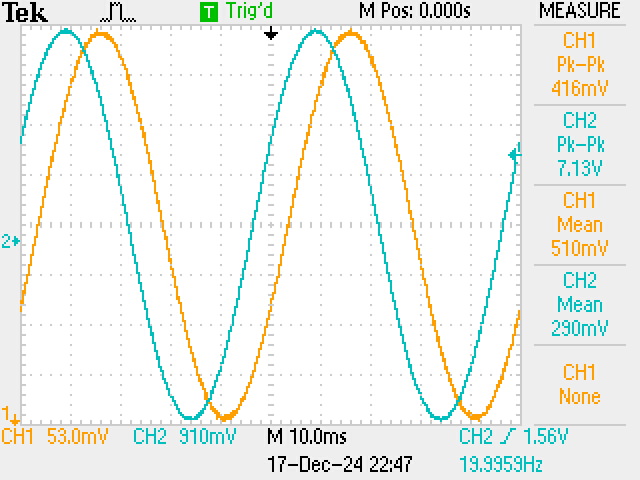 Tek T Trig'd M Pos: 0.000s MEASURE
CH1
Pk-Pk
416mV
CH2
Pk-Pk
7.13V
CH1
Mean
510mV
CH2
Mean
290mV
CH1
None
2
1
CH1 53.0mV CH2 910mV M 10.0ms CH2 1.56V
17-Dec-24 22:47 19.9959Hz